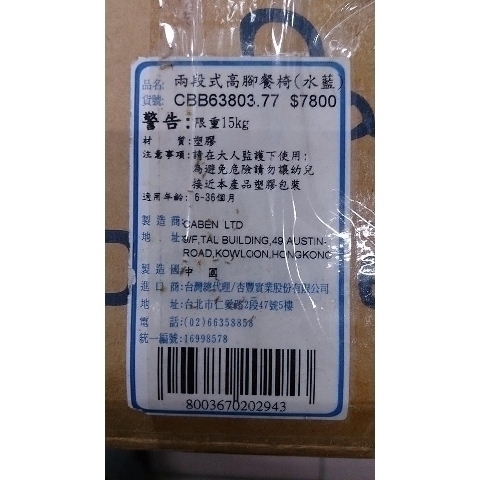 品名: 兩段式高腳餐椅(水藍)
貨號: CBB63803.77 $7800
警告:限重15kg
材 質:塑膠
注意事項:請在大人監護下使用;
為避免危險請勿讓幼兒
接近本產品塑膠包裝
適用年齡: 6-36個月
製造商:CABEN LTD
地 址:9/F,TAL BUILDING,49 AUSTIN-
ROAD,KOWLOON,HONGKONG
製造國:中 國
進口商:台灣總代理/杏豐實業股份有限公司
地 址:台北市仁愛路2段47號5樓
電 話:(02)66358858
統一編號:16998578
8003670202943